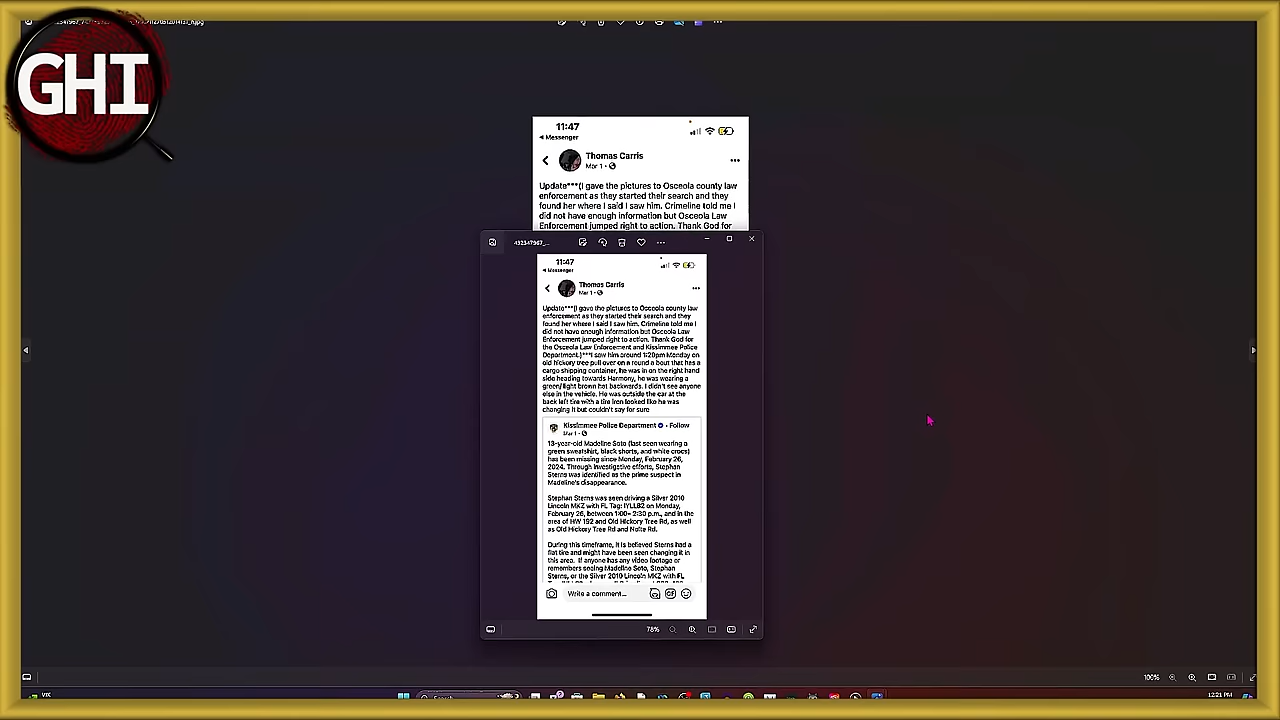 GHI
11:47
Messenger
Thomas Carris
Mar 1
Update***(I gave the pictures to Osceola county law
enforcement as they started their search and they
found her where I said I saw him. Crimeline told me I
did not have enough information but Osceola Law
Enforcement jumped right to action. Thank God for
432347967_...
11:47
Messenger
Thomas Carris
Mar 1
Update***(I gave the pictures to Osceola county law
enforcement as they started their search and they
found her where I said I saw him. Crimeline told me I
did not have enough information but Osceola Law
Enforcement jumped right to action. Thank God for
the Osceola Law Enforcement and Kissimmee Police
Department.)***I saw him around 1:20pm Monday on
old hickory tree pull over on a round a bout that has a
cargo shipping container, he was in on the right hand
side heading towards Harmony, he was wearing a
green/light brown hat backwards. I didn't see anyone
else in the vehicle. He was outside the car at the
back left tire with a tire iron looked like he was
changing it but couldn't say for sure
Kissimmee Police Department • Follow
Mar 1
13-year-old Madeline Soto (last seen wearing a
green sweatshirt, black shorts, and white crocs)
has been missing since Monday, February 26,
2024. Through investigative efforts, Stephan
Sterns was identified as the prime suspect in
Madeline's disappearance.
Stephan Sterns was seen driving a Silver 2010
Lincoln MKZ with FL Tag: IYLL82 on Monday,
February 26, between 1:00- 2:30 p.m., and in the
area of HW 192 and Old Hickory Tree Rd, as well
as Old Hickory Tree Rd and Nolte Rd.
During this timeframe, it is believed Sterns had a
flat tire and might have been seen changing it in
this area. If anyone has any video footage or
remembers seeing Madeline Soto, Stephan
Sterns, or the Silver 2010 Lincoln MKZ with FL
Write a comment...
GIF
78%
100%
VIX
Search
12:21 PM